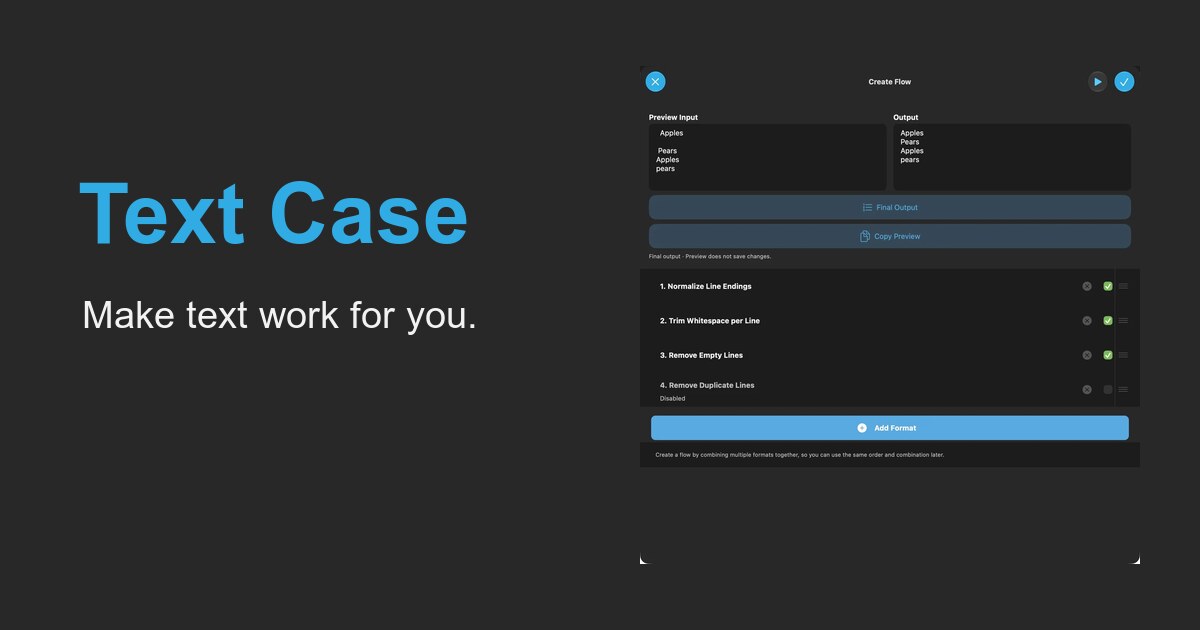 Text Case
Make text work for you.
Create Flow
Preview Input
Apples
Pears
Apples
pears
Output
Apples
Pears
Apples
pears
Final Output
Copy Preview
Final output - Preview does not save changes.
1. Normalize Line Endings
2. Trim Whitespace per Line
3. Remove Empty Lines
4. Remove Duplicate Lines
Disabled
Add Format
Create a flow by combining multiple formats together, so you can use the same order and combination later.